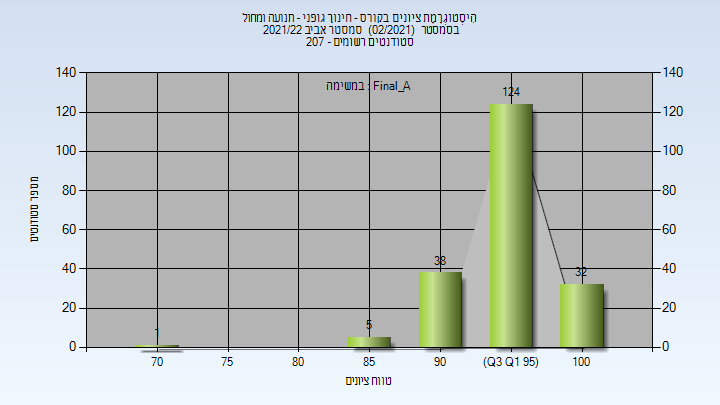 היסטוגרמת ציונים בקורס - חינוך גופני - תנועה ומחול
בסמסטר (02/2021) סמסטר אביב 2021/22
סטודנטים רשומים - 207
במשימה : Final_A
מספר סטודנטים
140 140
120 120
100 100
80 80
60 60
40 40
20 20
0 0
1 5 38 124 32
70 75 80 85 90 (Q3 Q1 95) 100
טווח ציונים